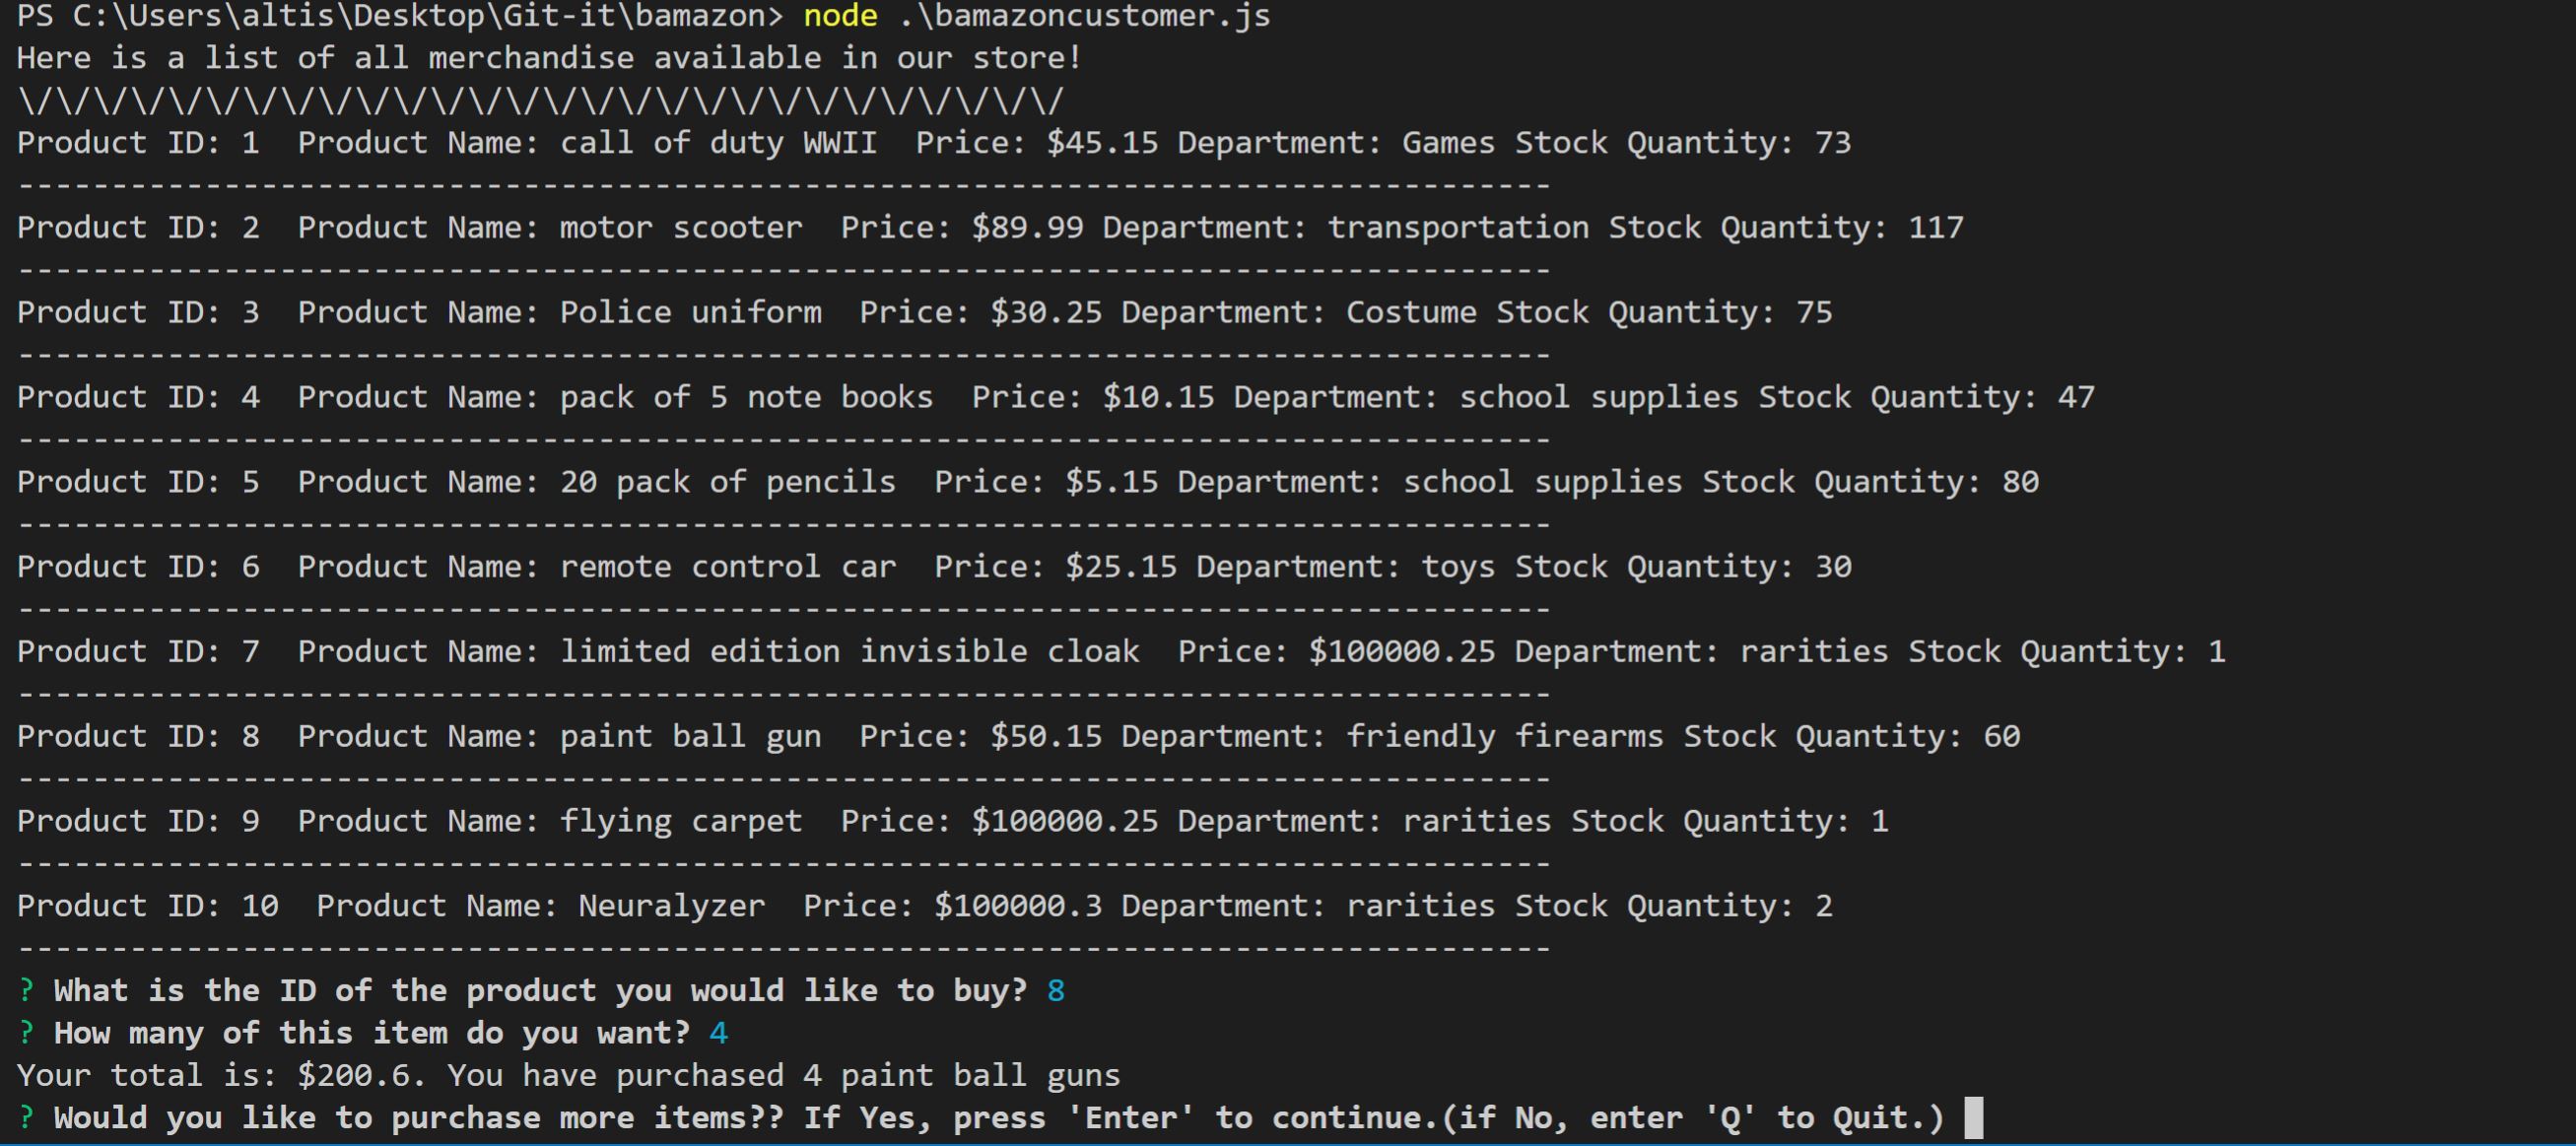 PS C:\Users\altis\Desktop\Git-it\bamazon> node .\bamazoncustomer.js
Here is a list of all merchandise available in our store!
\/\/\/\/\/\/\/\/\/\/\/\/\/\/\/\/\/\/\/\/\/\/\/\/\/\/\/\/
Product ID: 1  Product Name: call of duty WWII  Price: $45.15 Department: Games Stock Quantity: 73
----------------------------------------------------------------------------------
Product ID: 2  Product Name: motor scooter  Price: $89.99 Department: transportation Stock Quantity: 117
----------------------------------------------------------------------------------
Product ID: 3  Product Name: Police uniform  Price: $30.25 Department: Costume Stock Quantity: 75
----------------------------------------------------------------------------------
Product ID: 4  Product Name: pack of 5 note books  Price: $10.15 Department: school supplies Stock Quantity: 47
----------------------------------------------------------------------------------
Product ID: 5  Product Name: 20 pack of pencils  Price: $5.15 Department: school supplies Stock Quantity: 80
----------------------------------------------------------------------------------
Product ID: 6  Product Name: remote control car  Price: $25.15 Department: toys Stock Quantity: 30
----------------------------------------------------------------------------------
Product ID: 7  Product Name: limited edition invisible cloak  Price: $100000.25 Department: rarities Stock Quantity: 1
----------------------------------------------------------------------------------
Product ID: 8  Product Name: paint ball gun  Price: $50.15 Department: friendly firearms Stock Quantity: 60
----------------------------------------------------------------------------------
Product ID: 9  Product Name: flying carpet  Price: $100000.25 Department: rarities Stock Quantity: 1
----------------------------------------------------------------------------------
Product ID: 10  Product Name: Neuralyzer  Price: $100000.3 Department: rarities Stock Quantity: 2
----------------------------------------------------------------------------------
? What is the ID of the product you would like to buy? 8
? How many of this item do you want? 4
Your total is: $200.6. You have purchased 4 paint ball guns
? Would you like to purchase more items?? If Yes, press 'Enter' to continue.(if No, enter 'Q' to Quit.)